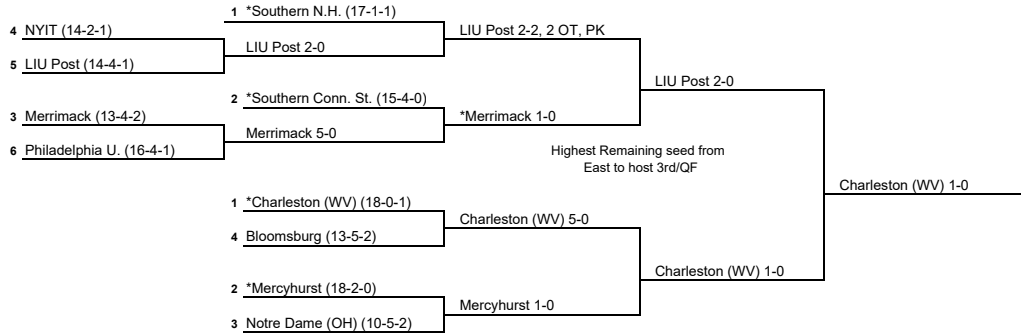 1 *Southern N.H. (17-1-1)
4 NYIT (14-2-1)
LIU Post 2-2, 2 OT, PK
LIU Post 2-0
5 LIU Post (14-4-1)
LIU Post 2-0
2 *Southern Conn. St. (15-4-0)
3 Merrimack (13-4-2)
*Merrimack 1-0
Merrimack 5-0
6 Philadelphia U. (16-4-1)
Highest Remaining seed from
East to host 3rd/QF
Charleston (WV) 1-0
1 *Charleston (WV) (18-0-1)
Charleston (WV) 5-0
4 Bloomsburg (13-5-2)
Charleston (WV) 1-0
2 *Mercyhurst (18-2-0)
Mercyhurst 1-0
3 Notre Dame (OH) (10-5-2)